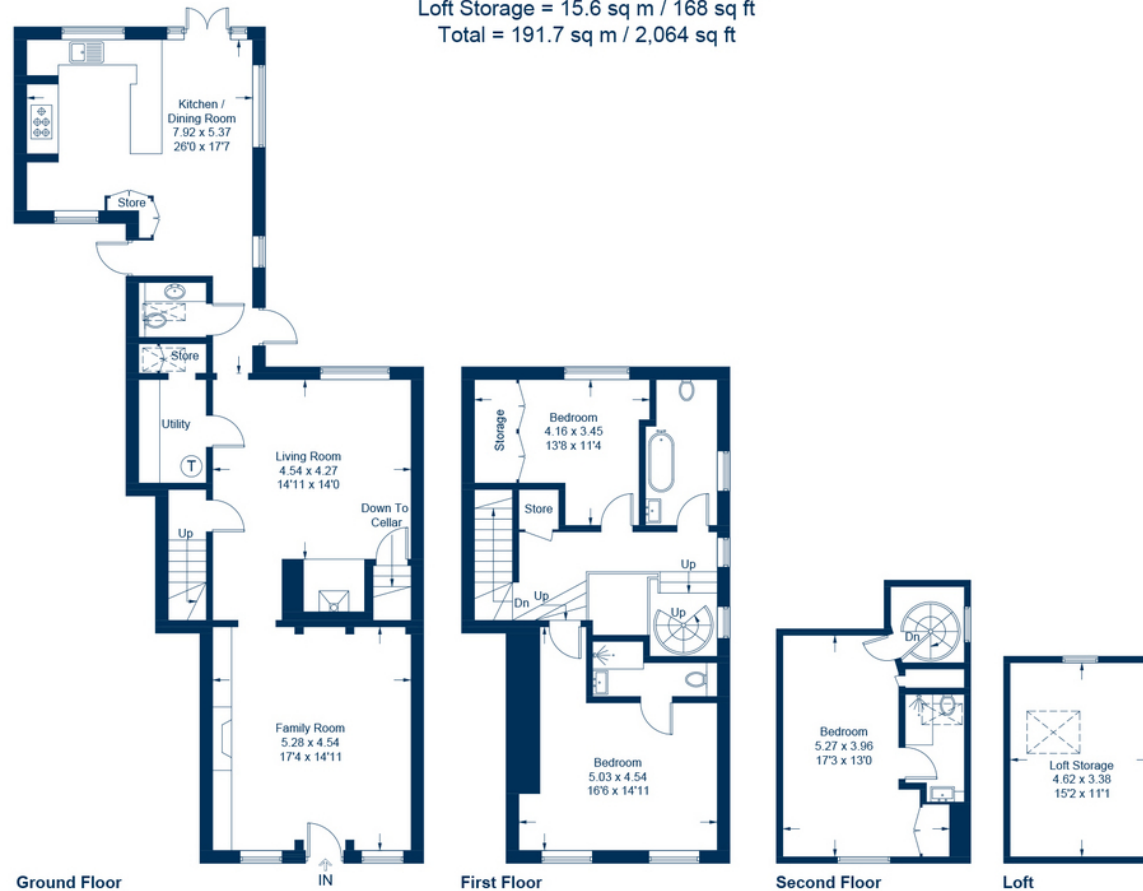 Loft Storage = 15.6 sq m / 168 sq ft
Total = 191.7 sq m / 2,064 sq ft
Kitchen /
Dining Room
7.92 x 5.37
26'0 x 17'7
Store
Store
Utility
T
Living Room
4.54 x 4.27
14'11 x 14'0
Down To
Cellar
Up
Family Room
5.28 x 4.54
17'4 x 14'11
IN
Ground Floor
Storage
Bedroom
4.16 x 3.45
13'8 x 11'4
Store
Up
Dn
Up
Up
Bedroom
5.03 x 4.54
16'6 x 14'11
First Floor
Dn
Bedroom
5.27 x 3.96
17'3 x 13'0
Second Floor
Loft Storage
4.62 x 3.38
15'2 x 11'1
Loft